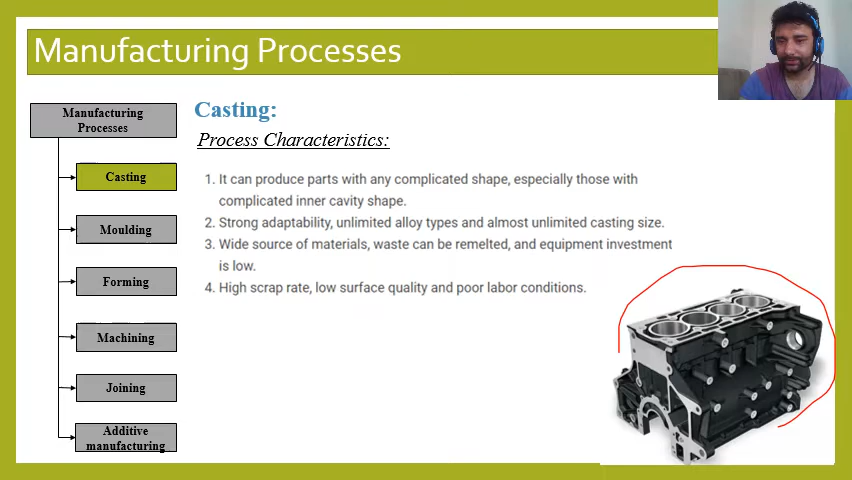 Manufacturing Processes
Manufacturing
Processes
Casting
Moulding
Forming
Machining
Joining
Additive
manufacturing
Casting:
Process Characteristics:
1. It can produce parts with any complicated shape, especially those with
complicated inner cavity shape.
2. Strong adaptability, unlimited alloy types and almost unlimited casting size.
3. Wide source of materials, waste can be remelted, and equipment investment
is low.
4. High scrap rate, low surface quality and poor labor conditions.